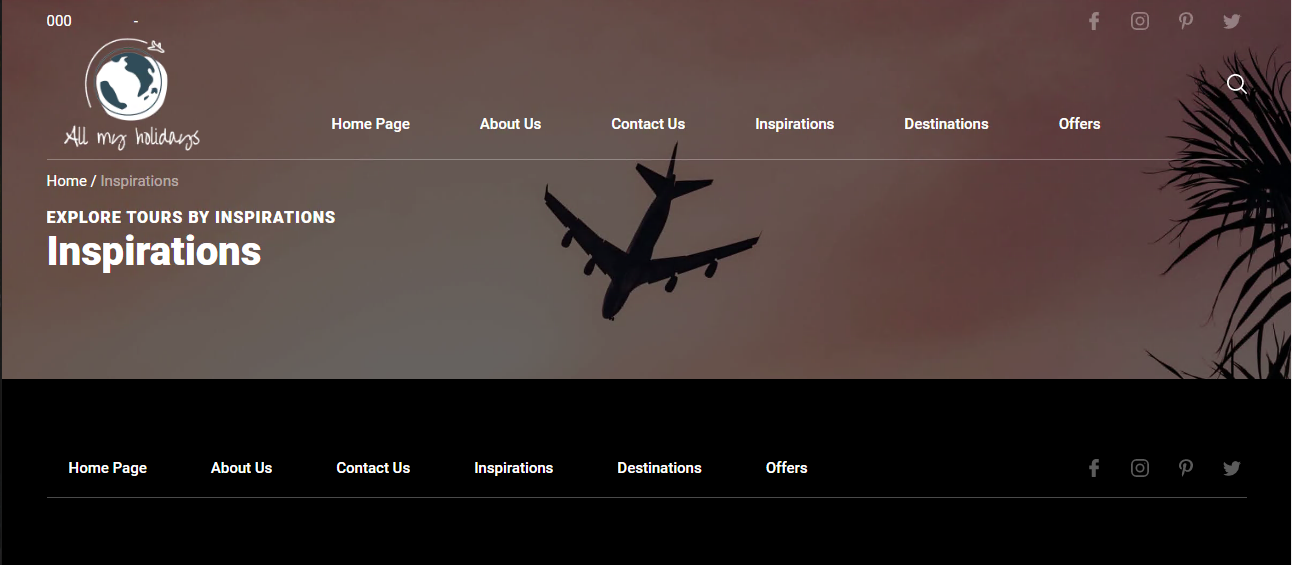 000 -
All my holidays
Home Page About Us Contact Us Inspirations Destinations Offers
Home / Inspirations
EXPLORE TOURS BY INSPIRATIONS
Inspirations
Home Page About Us Contact Us Inspirations Destinations Offers